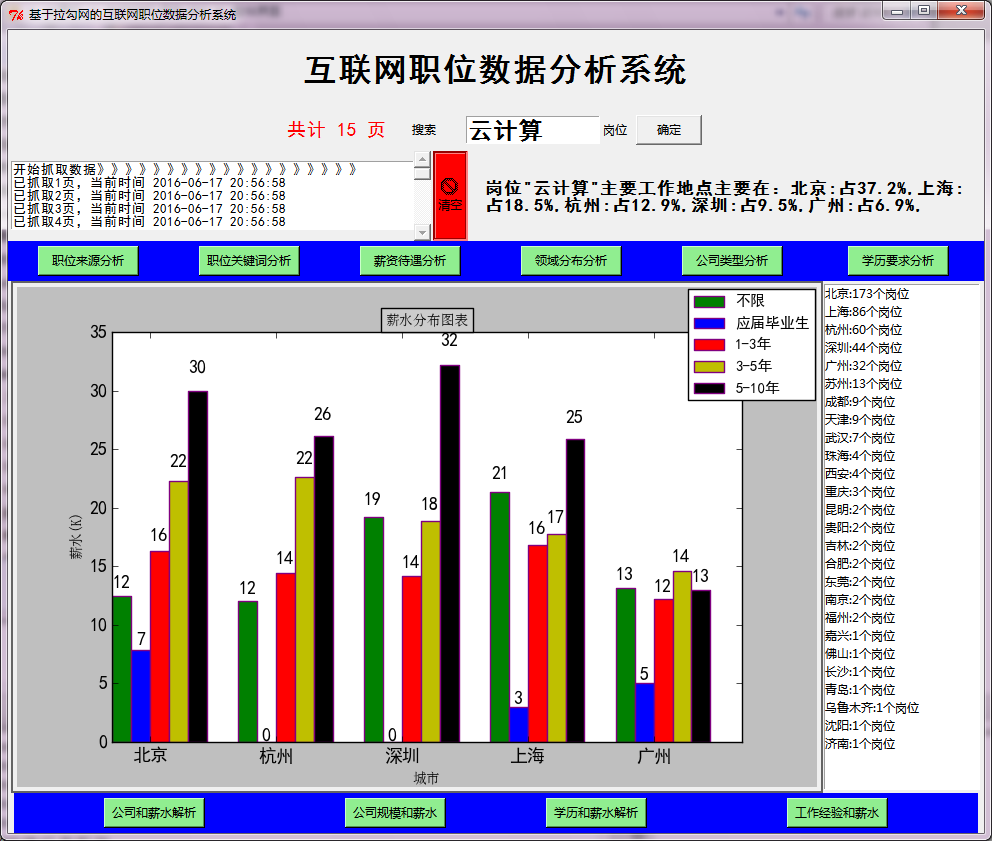 基于拉勾网的互联网职位数据分析系统
互联网职位数据分析系统
共计 15 页 搜索 云计算 岗位 确定
开始抓取数据》》》》》》》》》》》》》》》》》》》
已抓取1页，当前时间 2016-06-17 20:56:58
已抓取2页，当前时间 2016-06-17 20:56:58
已抓取3页，当前时间 2016-06-17 20:56:58
已抓取4页，当前时间 2016-06-17 20:56:58
清空
岗位"云计算"主要工作地点主要在：北京:占37.2%,上海:
占18.5%,杭州:占12.9%,深圳:占9.5%,广州:占6.9%,
职位来源分析 职位关键词分析 薪资待遇分析 领域分布分析 公司类型分析 学历要求分析
薪水分布图表
不限
应届毕业生
1-3年
3-5年
5-10年
薪水(K)
35
30
25
20
15
10
5
0
12 7 16 22 30
12 0 14 22 26
19 0 14 18 32
21 3 16 17 25
13 5 12 14 13
北京 杭州 深圳 上海 广州
城市
北京:173个岗位
上海:86个岗位
杭州:60个岗位
深圳:44个岗位
广州:32个岗位
苏州:13个岗位
成都:9个岗位
天津:9个岗位
武汉:7个岗位
珠海:4个岗位
西安:4个岗位
重庆:3个岗位
昆明:2个岗位
贵阳:2个岗位
吉林:2个岗位
合肥:2个岗位
东莞:2个岗位
南京:2个岗位
福州:2个岗位
嘉兴:1个岗位
佛山:1个岗位
长沙:1个岗位
青岛:1个岗位
乌鲁木齐:1个岗位
沈阳:1个岗位
济南:1个岗位
公司和薪水解析 公司规模和薪水 学历和薪水解析 工作经验和薪水